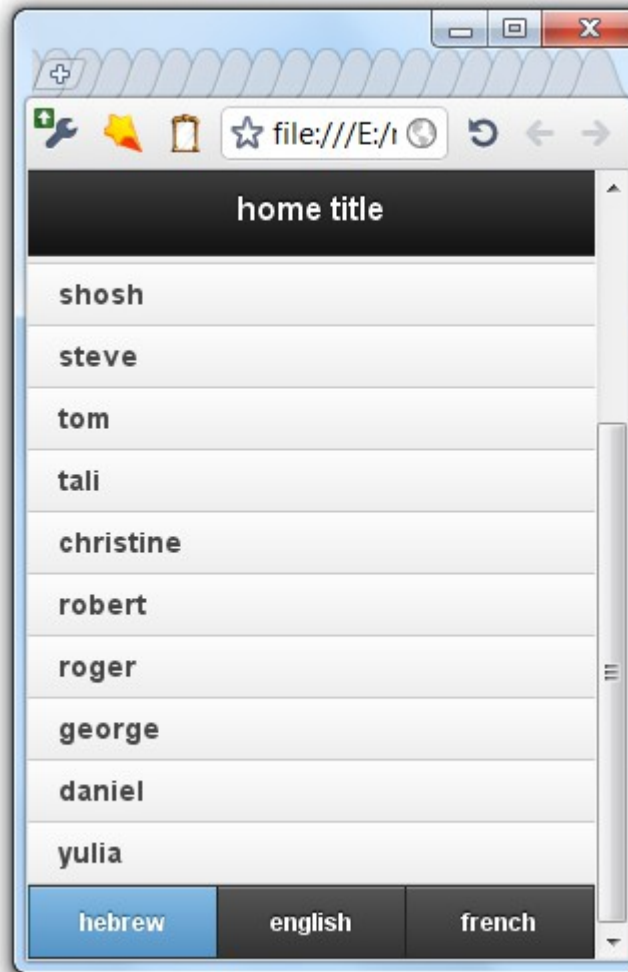 file:///E:/r
home title
shosh
steve
tom
tali
christine
robert
roger
george
daniel
yulia
hebrew english french